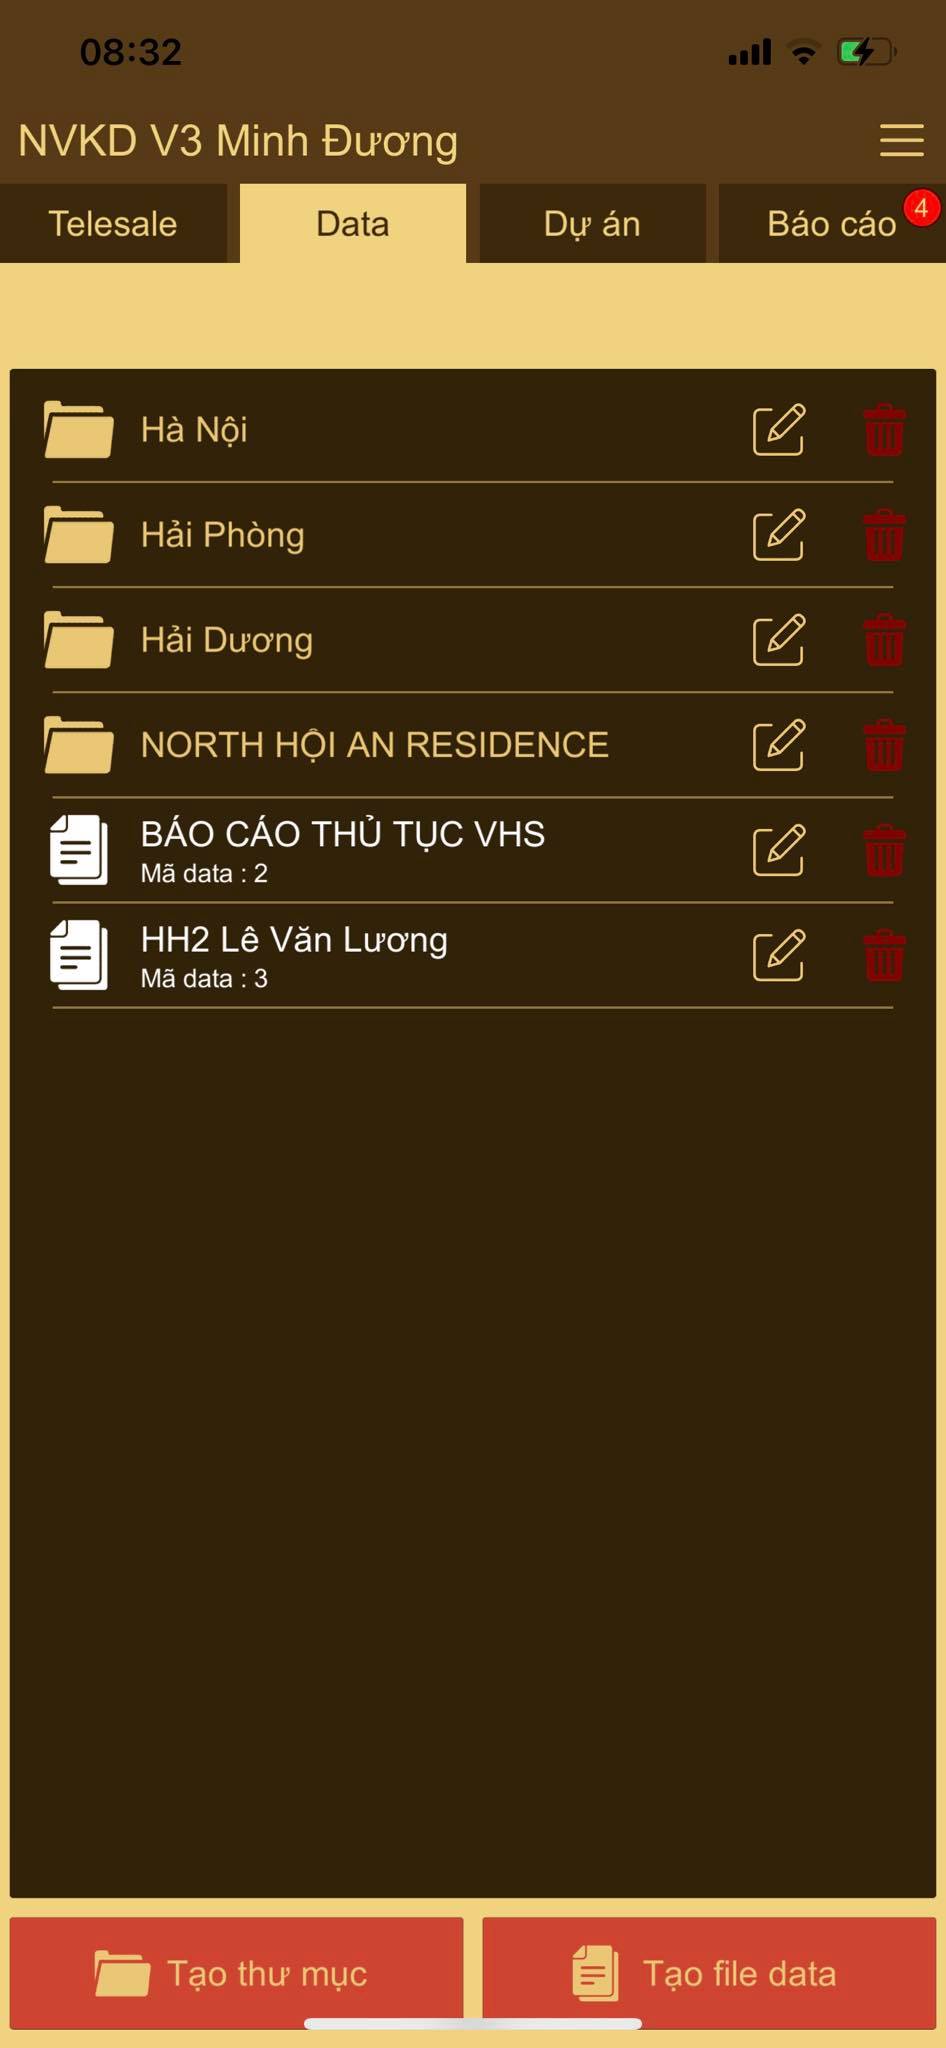 08:32
NVKD V3 Minh Đương
Telesale
Data
Dự án
Báo cáo
4
Hà Nội
Hải Phòng
Hải Dương
NORTH HỘI AN RESIDENCE
BÁO CÁO THỦ TỤC VHS
Mã data : 2
HH2 Lê Văn Lương
Mã data : 3
Tạo thư mục
Tạo file data